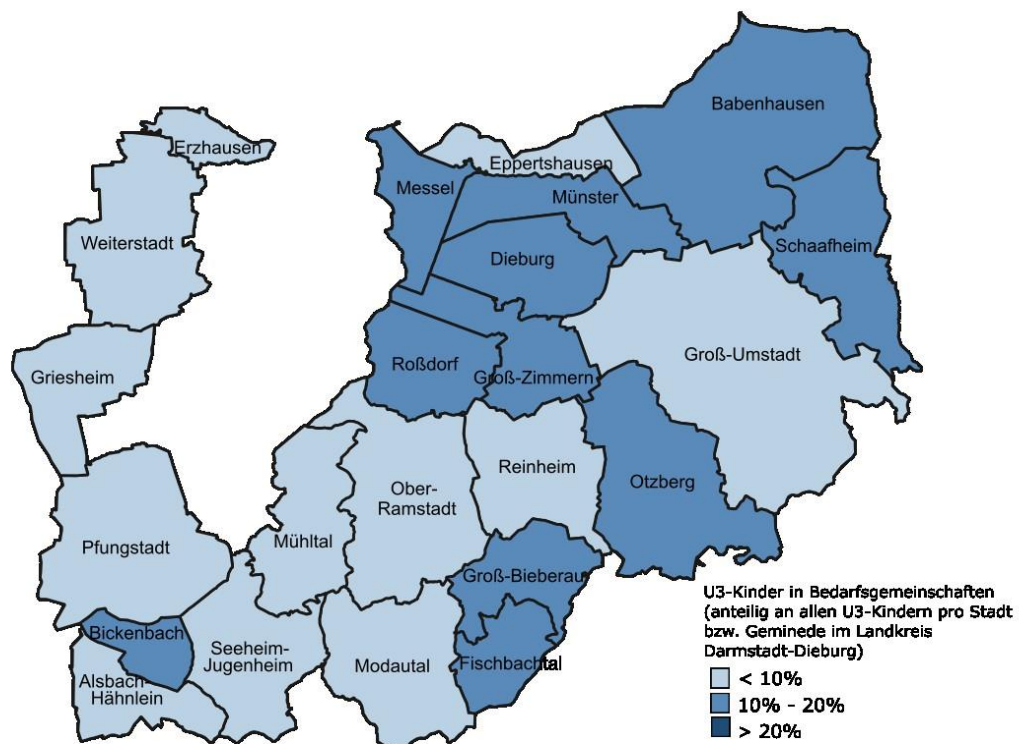 Babenhausen
Erzhausen
Eppertshausen
Messel
Münster
Weiterstadt
Schaafheim
Dieburg
Groß-Umstadt
Roßdorf
Groß-Zimmern
Griesheim
Reinheim
Otzberg
Ober-
Ramstadt
Mühltal
Pfungstadt
Groß-Bieberau
Bickenbach
Seeheim-
Jugenheim
Modautal
Fischbachtal
Alsbach-
Hähnlein
U3-Kinder in Bedarfsgemeinschaften
(anteilig an allen U3-Kindern pro Stadt
bzw. Geminede im Landkreis
Darmstadt-Dieburg)
< 10%
10% - 20%
> 20%